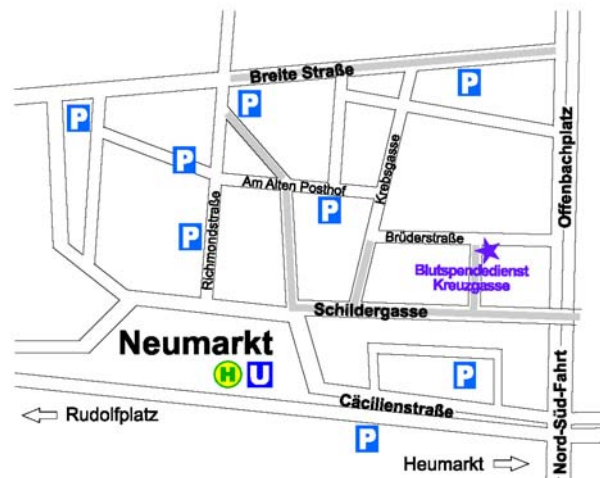 Breite Straße
P
P
P
P
Offenbachplatz
Krebsgasse
P
Am Alten Posthof
P
Richmondstraße
P
Brüderstraße
Blutspendedienst
Kreuzgasse
Schildergasse
Neumarkt
H U
P
Nord-Süd-Fahrt
Cäcilienstraße
Rudolfplatz
P
Heumarkt